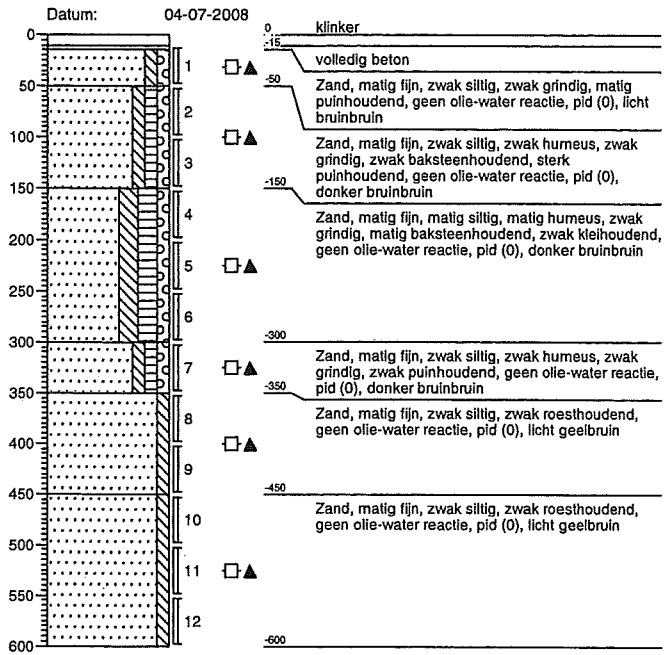 Datum: 04-07-2008
0
50
100
150
200
250
300
350
400
450
500
550
600
1
2
3
4
5
6
7
8
9
10
11
12
0
klinker
-15
volledig beton
-50
Zand, matig fijn, zwak siltig, zwak grindig, matig
puinhoudend, geen olie-water reactie, pid (0), licht
bruinbruin
Zand, matig fijn, zwak siltig, zwak humeus, zwak
grindig, zwak baksteenhoudend, sterk
puinhoudend, geen olie-water reactie, pid (0),
donker bruinbruin
-150
Zand, matig fijn, matig siltig, matig humeus, zwak
grindig, matig baksteenhoudend, zwak kleihoudend,
geen olie-water reactie, pid (0), donker bruinbruin
-300
Zand, matig fijn, zwak siltig, zwak humeus, zwak
grindig, zwak puinhoudend, geen olie-water reactie,
pid (0), donker bruinbruin
-350
Zand, matig fijn, zwak siltig, zwak roesthoudend,
geen olie-water reactie, pid (0), licht geelbruin
-450
Zand, matig fijn, zwak siltig, zwak roesthoudend,
geen olie-water reactie, pid (0), licht geelbruin
-600